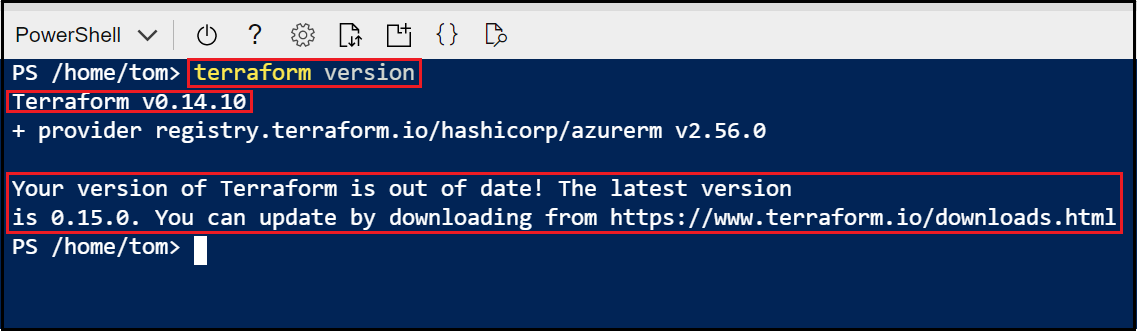 PowerShell
PS /home/tom> terraform version
Terraform v0.14.10
+ provider registry.terraform.io/hashicorp/azurerm v2.56.0
Your version of Terraform is out of date! The latest version
is 0.15.0. You can update by downloading from https://www.terraform.io/downloads.html
PS /home/tom>